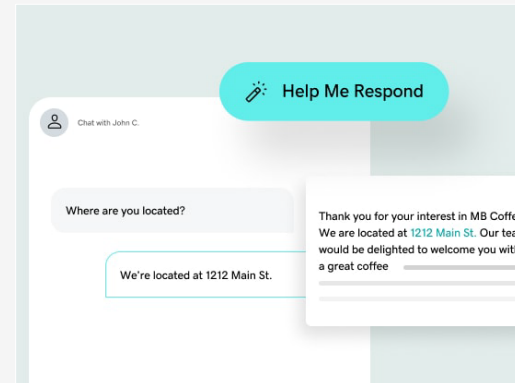 Help Me Respond
Chat with John C.
Where are you located?
We're located at 1212 Main St.
Thank you for your interest in MB Coffe
We are located at 1212 Main St. Our tea
would be delighted to welcome you wit
a great coffee